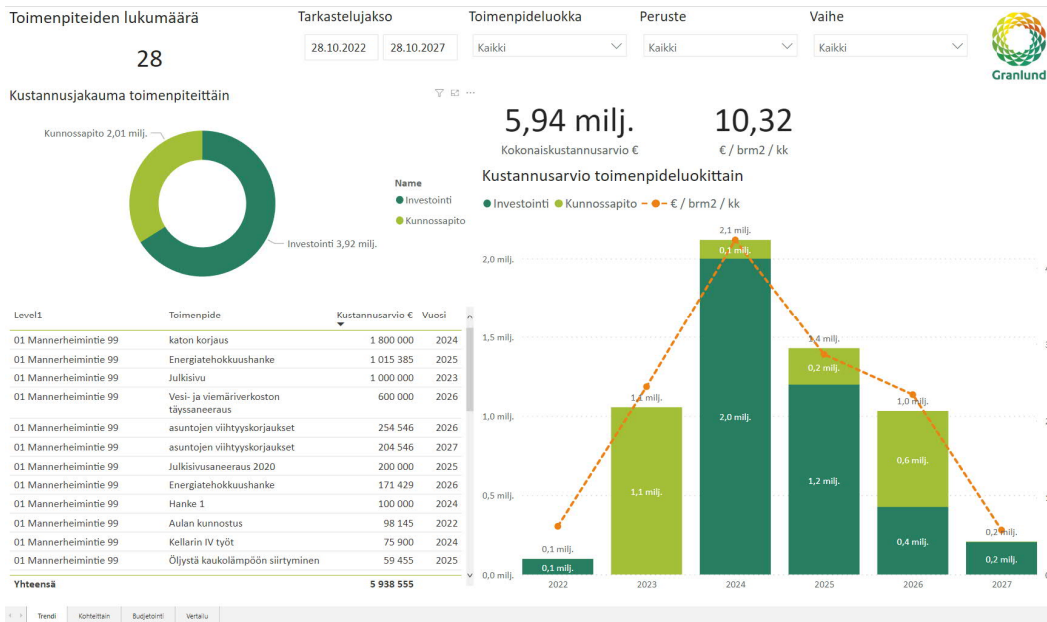 Toimenpiteiden lukumäärä
28
Tarkastelujakso
28.10.2022 28.10.2027
Toimenpideluokka
Kaikki
Peruste
Kaikki
Vaihe
Kaikki
Granlund
Kustannusjakauma toimenpiteittäin
Kunnossapito 2,01 milj.
Investointi 3,92 milj.
Name
Investointi
Kunnossapito
5,94 milj.
Kokonaiskustannusarvio €
10,32
€ / brm2 / kk
Kustannusarvio toimenpideluokittain
Investointi Kunnossapito € / brm2 / kk
2,0 milj.
1,5 milj.
1,0 milj.
0,5 milj.
0,0 milj.
0,1 milj.
0,1 milj.
1,1 milj.
1,1 milj.
2,1 milj.
0,1 milj.
2,0 milj.
1,4 milj.
0,2 milj.
1,2 milj.
1,0 milj.
0,6 milj.
0,4 milj.
0,2 milj.
0,2 milj.
2022 2023 2024 2025 2026 2027
Level1 Toimenpide Kustannusarvio € Vuosi
01 Mannerheimintie 99 katon korjaus 1 800 000 2024
01 Mannerheimintie 99 Energiatehokkuushanke 1 015 385 2025
01 Mannerheimintie 99 Julkisivu 1 000 000 2023
01 Mannerheimintie 99 Vesi- ja viemäriverkoston 600 000 2026
täyssaneeraus
01 Mannerheimintie 99 asuntojen viihtyyskorjaukset 254 546 2026
01 Mannerheimintie 99 asuntojen viihtyyskorjaukset 204 546 2027
01 Mannerheimintie 99 Julkisivusaneeraus 2020 200 000 2025
01 Mannerheimintie 99 Energiatehokkuushanke 171 429 2026
01 Mannerheimintie 99 Hanke 1 100 000 2024
01 Mannerheimintie 99 Aulan kunnostus 98 145 2022
01 Mannerheimintie 99 Kellarin IV työt 75 900 2024
01 Mannerheimintie 99 Öljystä kaukolämpöön siirtyminen 59 455 2025
Yhteensä 5 938 555
Trendi Kohteittain Budjetointi Vertailu